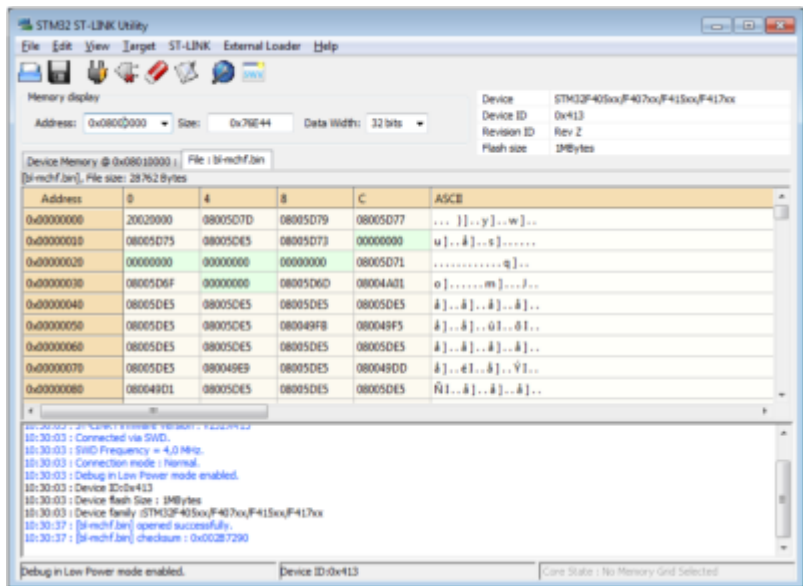 STM32 ST-LINK Utility
File Edit View Target ST-LINK External Loader Help
Memory display
Address: 0x08000000 Size: 0x76E44 Data Width: 32 bits
Device STM32F405xx/F407xx/F415xx/F417xx
Device ID 0x413
Revision ID Rev Z
Flash size 1MBytes
Device Memory @ 0x08010000 : File : bl-mchf.bin
[bl-mchf.bin], File size: 28762 Bytes
Address 0 4 8 C ASCII
0x00000000 20020000 08005D7D 08005D79 08005D77 ... }]..y]..w]..
0x00000010 08005D75 08005DE5 08005D73 00000000 u]..å]..s]......
0x00000020 00000000 00000000 00000000 08005D71 ............q]..
0x00000030 08005D6F 00000000 08005D6D 08004A01 o]......m]...J..
0x00000040 08005DE5 08005DE5 08005DE5 08005DE5 å]..å]..å]..å]..
0x00000050 08005DE5 08005DE5 080049FB 080049F5 å]..å]..ûI..õI..
0x00000060 08005DE5 08005DE5 08005DE5 08005DE5 å]..å]..å]..å]..
0x00000070 08005DE5 080049E9 08005DE5 080049DD å]..éI..å]..ÝI..
0x00000080 080049D1 08005DE5 08005DE5 08005DE5 ÑI..å]..å]..å]..
10:30:03 : Connected via SWD.
10:30:03 : SWD Frequency = 4,0 MHz.
10:30:03 : Connection mode : Normal.
10:30:03 : Debug in Low Power mode enabled.
10:30:03 : Device ID:0x413
10:30:03 : Device flash Size : 1MBytes
10:30:03 : Device family :STM32F405xx/F407xx/F415xx/F417xx
10:30:37 : [bl-mchf.bin] opened successfully.
10:30:37 : [bl-mchf.bin] checksum : 0x002B7290
Debug in Low Power mode enabled. Device ID:0x413 Core State : No Memory Grid Selected